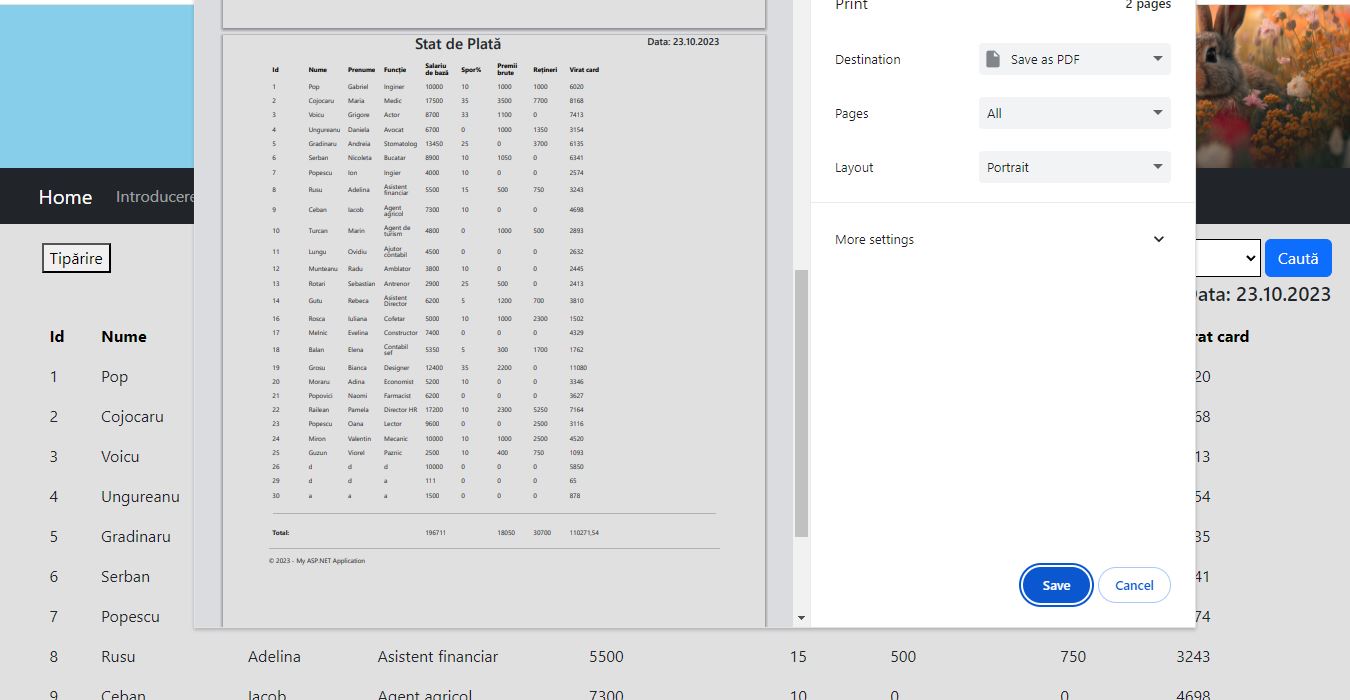 Print 2 pages
Stat de Plată Data: 23.10.2023
Id Nume Prenume Funcție Salariu de bază Spor% Premii brute Rețineri Virat card
1 Pop Gabriel Inginer 10000 10 1000 1000 6020
2 Cojocaru Maria Medic 17500 35 3500 7700 8168
3 Voicu Grigore Actor 8700 33 1100 0 7413
4 Ungureanu Daniela Avocat 6700 0 1000 1350 3154
5 Gradinaru Andreia Stomatolog 13450 25 0 3700 6135
6 Serban Nicoleta Bucatar 8900 10 1050 0 6341
7 Popescu Ion Ingier 4000 10 0 0 2574
8 Rusu Adelina Asistent financiar 5500 15 500 750 3243
9 Ceban Iacob Agent agricol 7300 10 0 0 4698
10 Turcan Marin Agent de turism 4800 0 1000 500 2893
11 Lungu Ovidiu Ajutor contabil 4500 0 0 0 2632
12 Munteanu Radu Amblator 3800 10 0 0 2445
13 Rotari Sebastian Antrenor 2900 25 500 0 2413
14 Gutu Rebeca Asistent Director 6200 5 1200 700 3810
16 Rosca Iuliana Cofetar 5000 10 1000 2300 1502
17 Melnic Evelina Constructor 7400 0 0 0 4329
18 Balan Elena Contabil sef 5350 5 300 1700 1762
19 Grosu Bianca Designer 12400 35 2200 0 11080
20 Moraru Adina Economist 5200 10 0 0 3346
21 Popovici Naomi Farmacist 6200 0 0 0 3627
22 Railean Pamela Director HR 17200 10 2300 5250 7164
23 Popescu Oana Lector 9600 0 0 2500 3116
24 Miron Valentin Mecanic 10000 10 1000 2500 4520
25 Guzun Viorel Paznic 2500 10 400 750 1093
26 d d d 10000 0 0 0 5850
29 d d a 111 0 0 0 65
30 a a a 1500 0 0 0 878
Total: 196711 18050 30700 110271,54
© 2023 - My ASP.NET Application
Destination Save as PDF
Pages All
Layout Portrait
More settings
Save Cancel
Home Introducere
Tipărire Caută
ata: 23.10.2023
Id Nume rat card
1 Pop 20
2 Cojocaru 68
3 Voicu 13
4 Ungureanu 54
5 Gradinaru 35
6 Serban 41
7 Popescu 74
8 Rusu Adelina Asistent financiar 5500 15 500 750 3243
9 Ceban Iacob Agent agricol 7300 10 0 0 4698